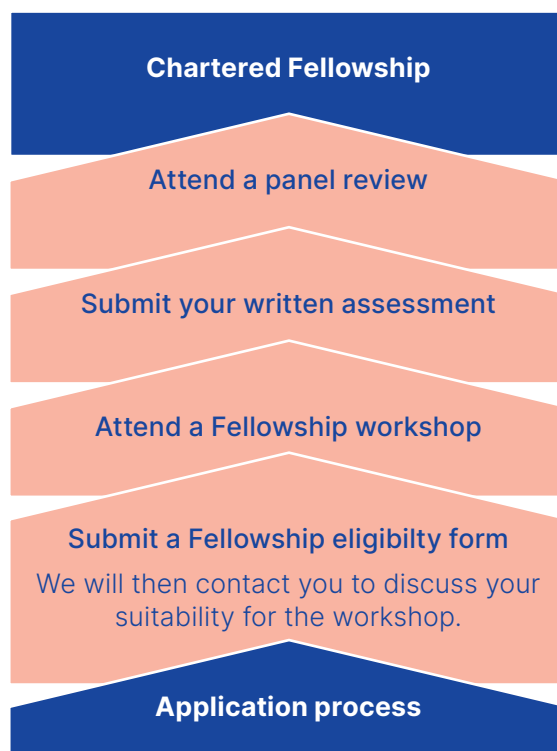 Chartered Fellowship
Attend a panel review
Submit your written assessment
Attend a Fellowship workshop
Submit a Fellowship eligibilty form
We will then contact you to discuss your
suitability for the workshop.
Application process